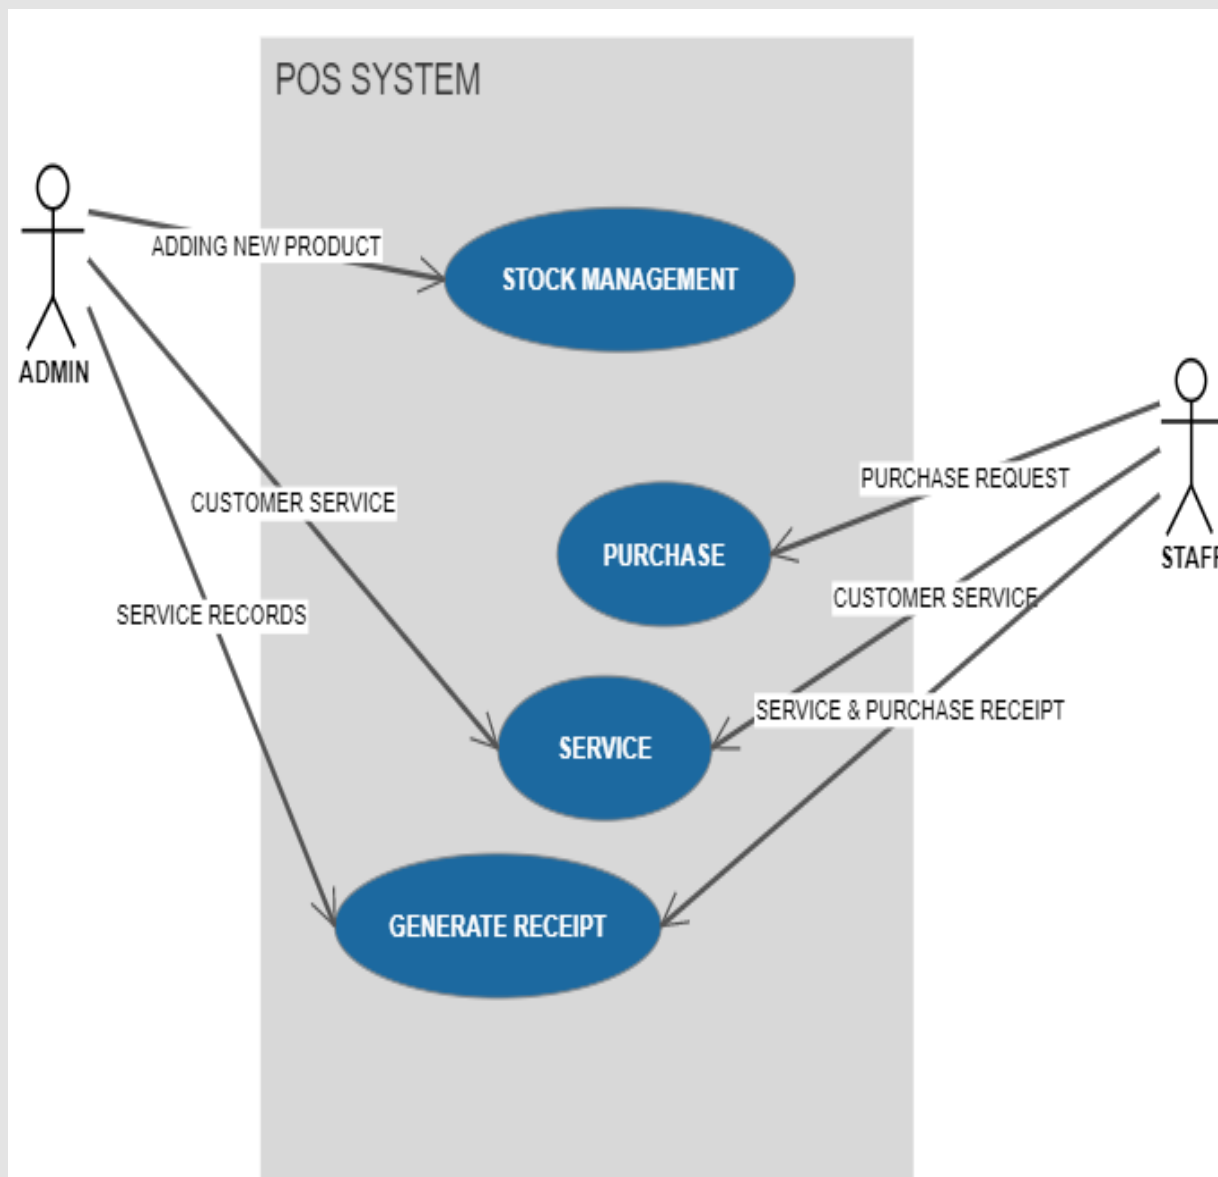 POS SYSTEM
ADDING NEW PRODUCT
STOCK MANAGEMENT
ADMIN
PURCHASE REQUEST
CUSTOMER SERVICE
PURCHASE
STAFF
CUSTOMER SERVICE
SERVICE RECORDS
SERVICE & PURCHASE RECEIPT
SERVICE
GENERATE RECEIPT